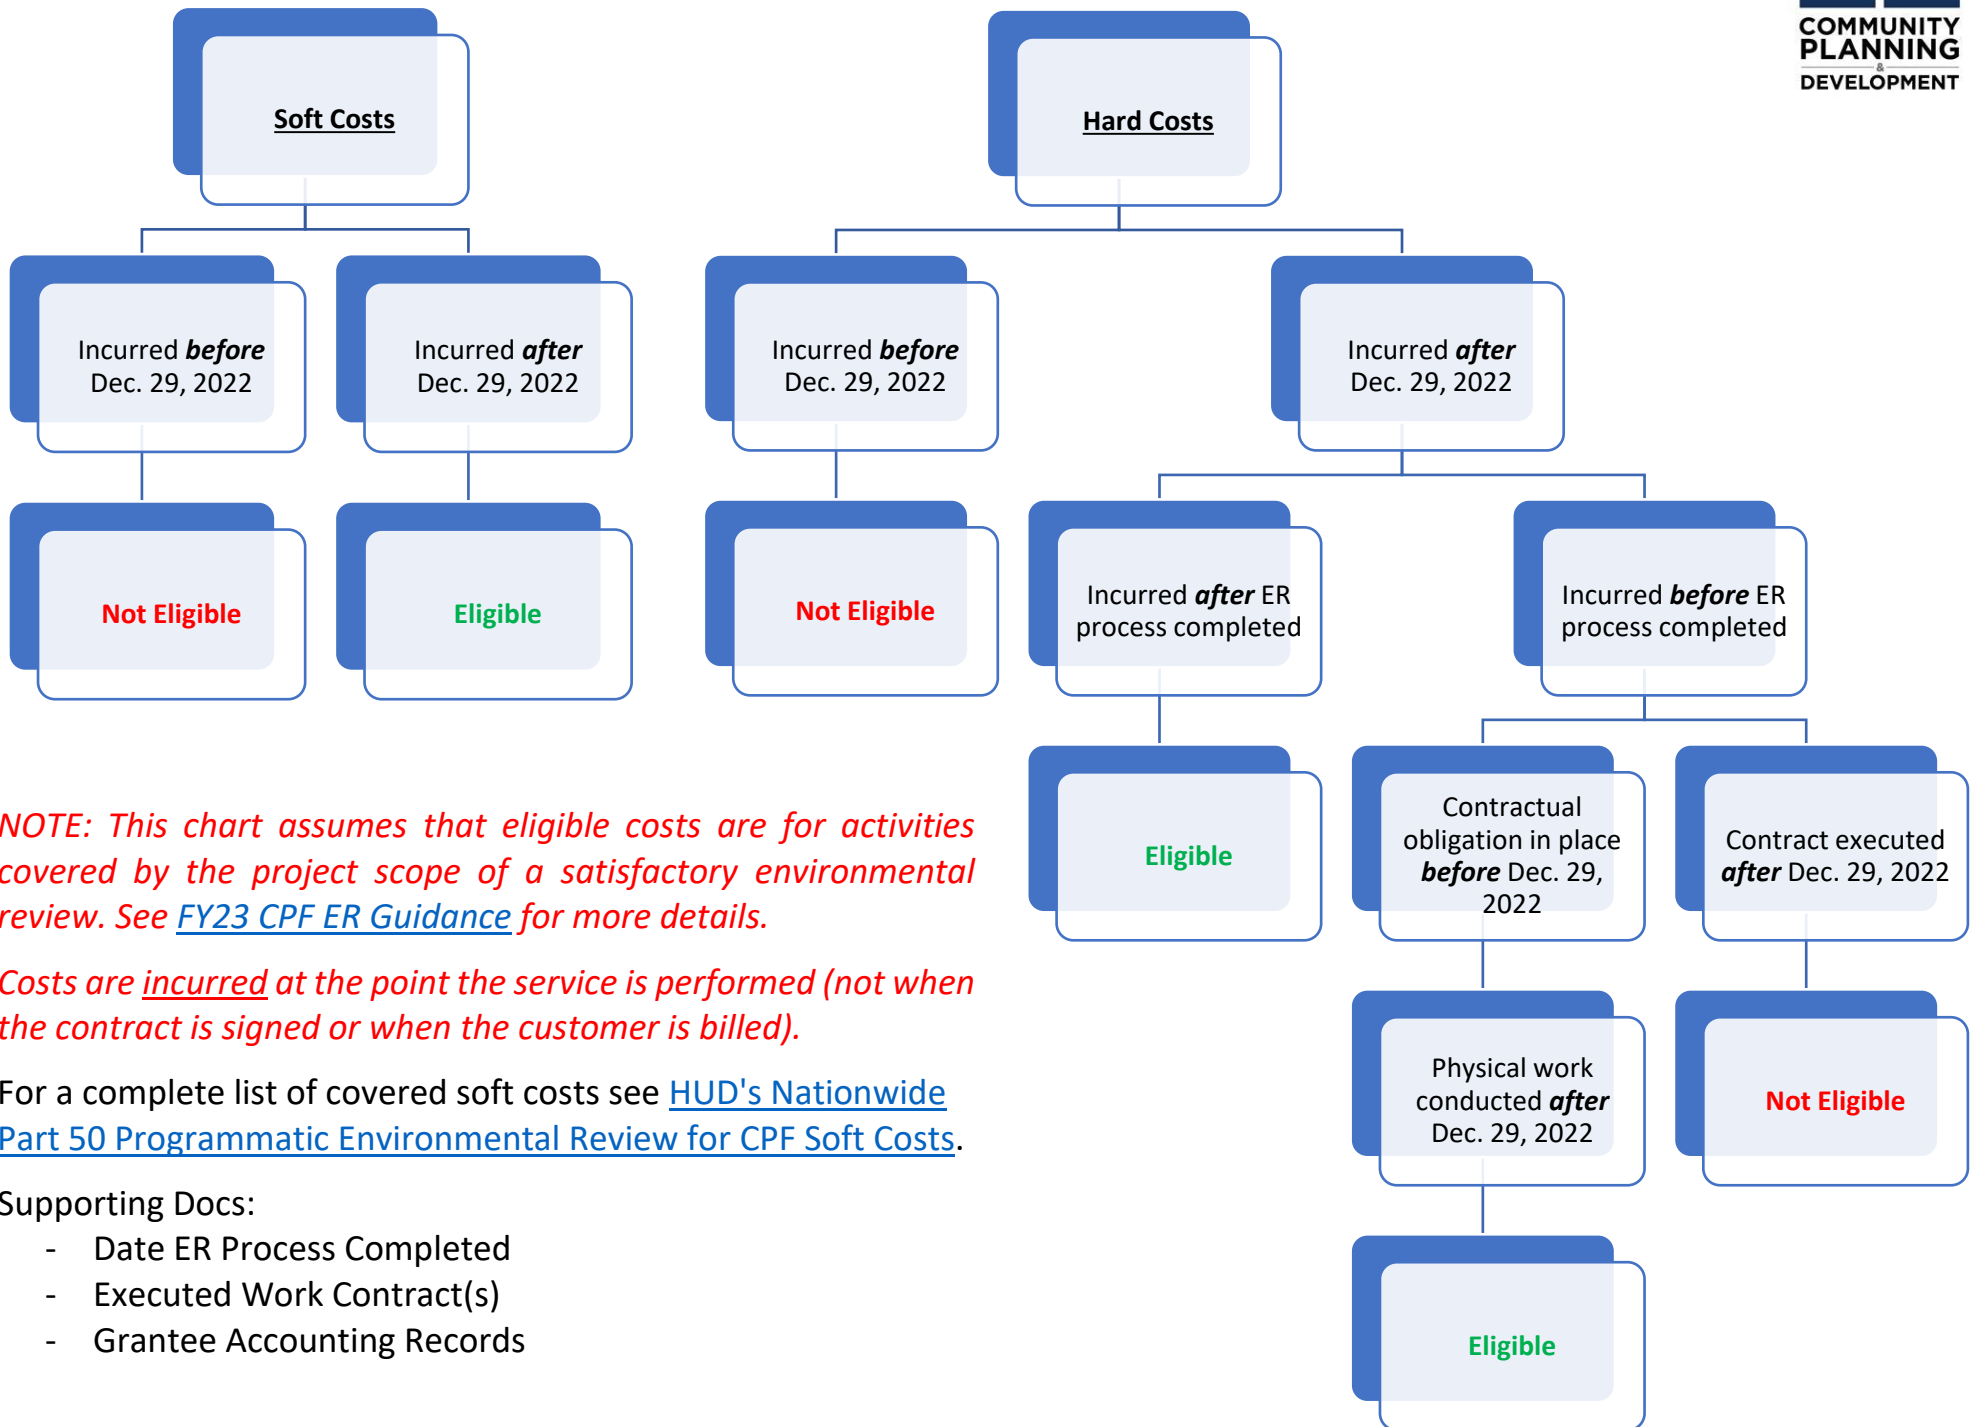 COMMUNITY
PLANNING
&
DEVELOPMENT
Soft Costs
Hard Costs
Incurred before
Dec. 29, 2022
Incurred after
Dec. 29, 2022
Incurred before
Dec. 29, 2022
Incurred after
Dec. 29, 2022
Not Eligible
Eligible
Not Eligible
Incurred after ER
process completed
Incurred before ER
process completed
Eligible
Contractual
obligation in place
before Dec. 29,
2022
Contract executed
after Dec. 29, 2022
Physical work
conducted after
Dec. 29, 2022
Not Eligible
Eligible
NOTE: This chart assumes that eligible costs are for activities
covered by the project scope of a satisfactory environmental
review. See FY23 CPF ER Guidance for more details.
Costs are incurred at the point the service is performed (not when
the contract is signed or when the customer is billed).
For a complete list of covered soft costs see HUD's Nationwide
Part 50 Programmatic Environmental Review for CPF Soft Costs.
Supporting Docs:
- Date ER Process Completed
- Executed Work Contract(s)
- Grantee Accounting Records